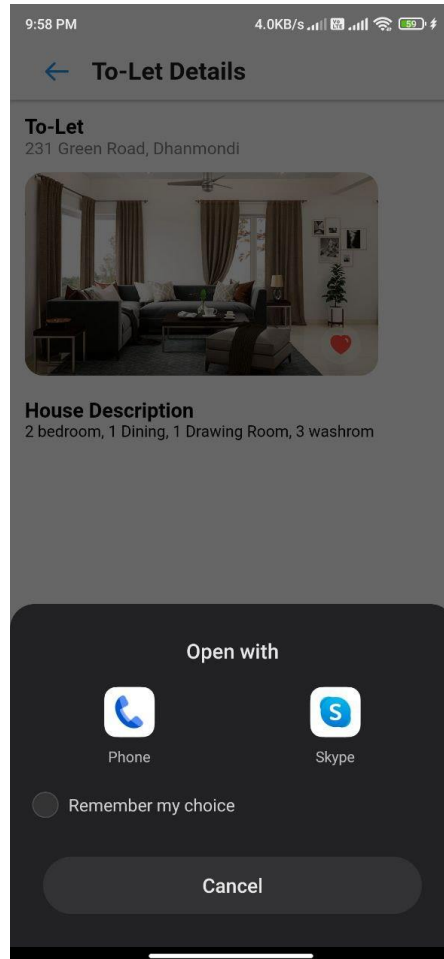 9:58 PM 4.0KB/s 59
To-Let Details
To-Let
231 Green Road, Dhanmondi
House Description
2 bedroom, 1 Dining, 1 Drawing Room, 3 washrom
Open with
S
Phone Skype
Remember my choice
Cancel